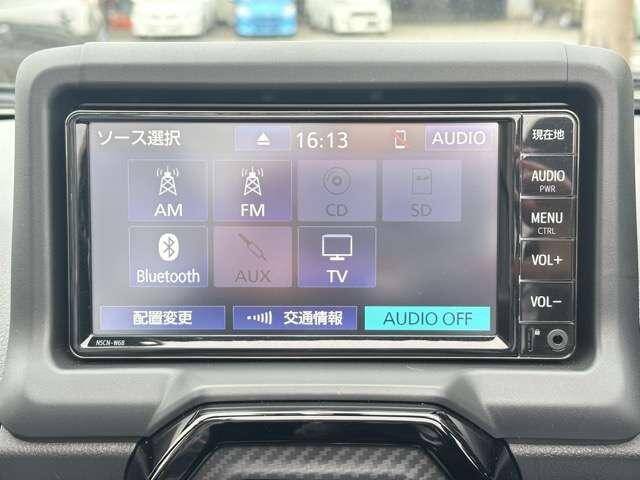 ソース選択 16:13 AUDIO
AM FM CD SD
Bluetooth AUX TV
配置変更 交通情報 AUDIO OFF
NSCN-W68
現在地
AUDIO
PWR
MENU
CTRL
VOL+
VOL-